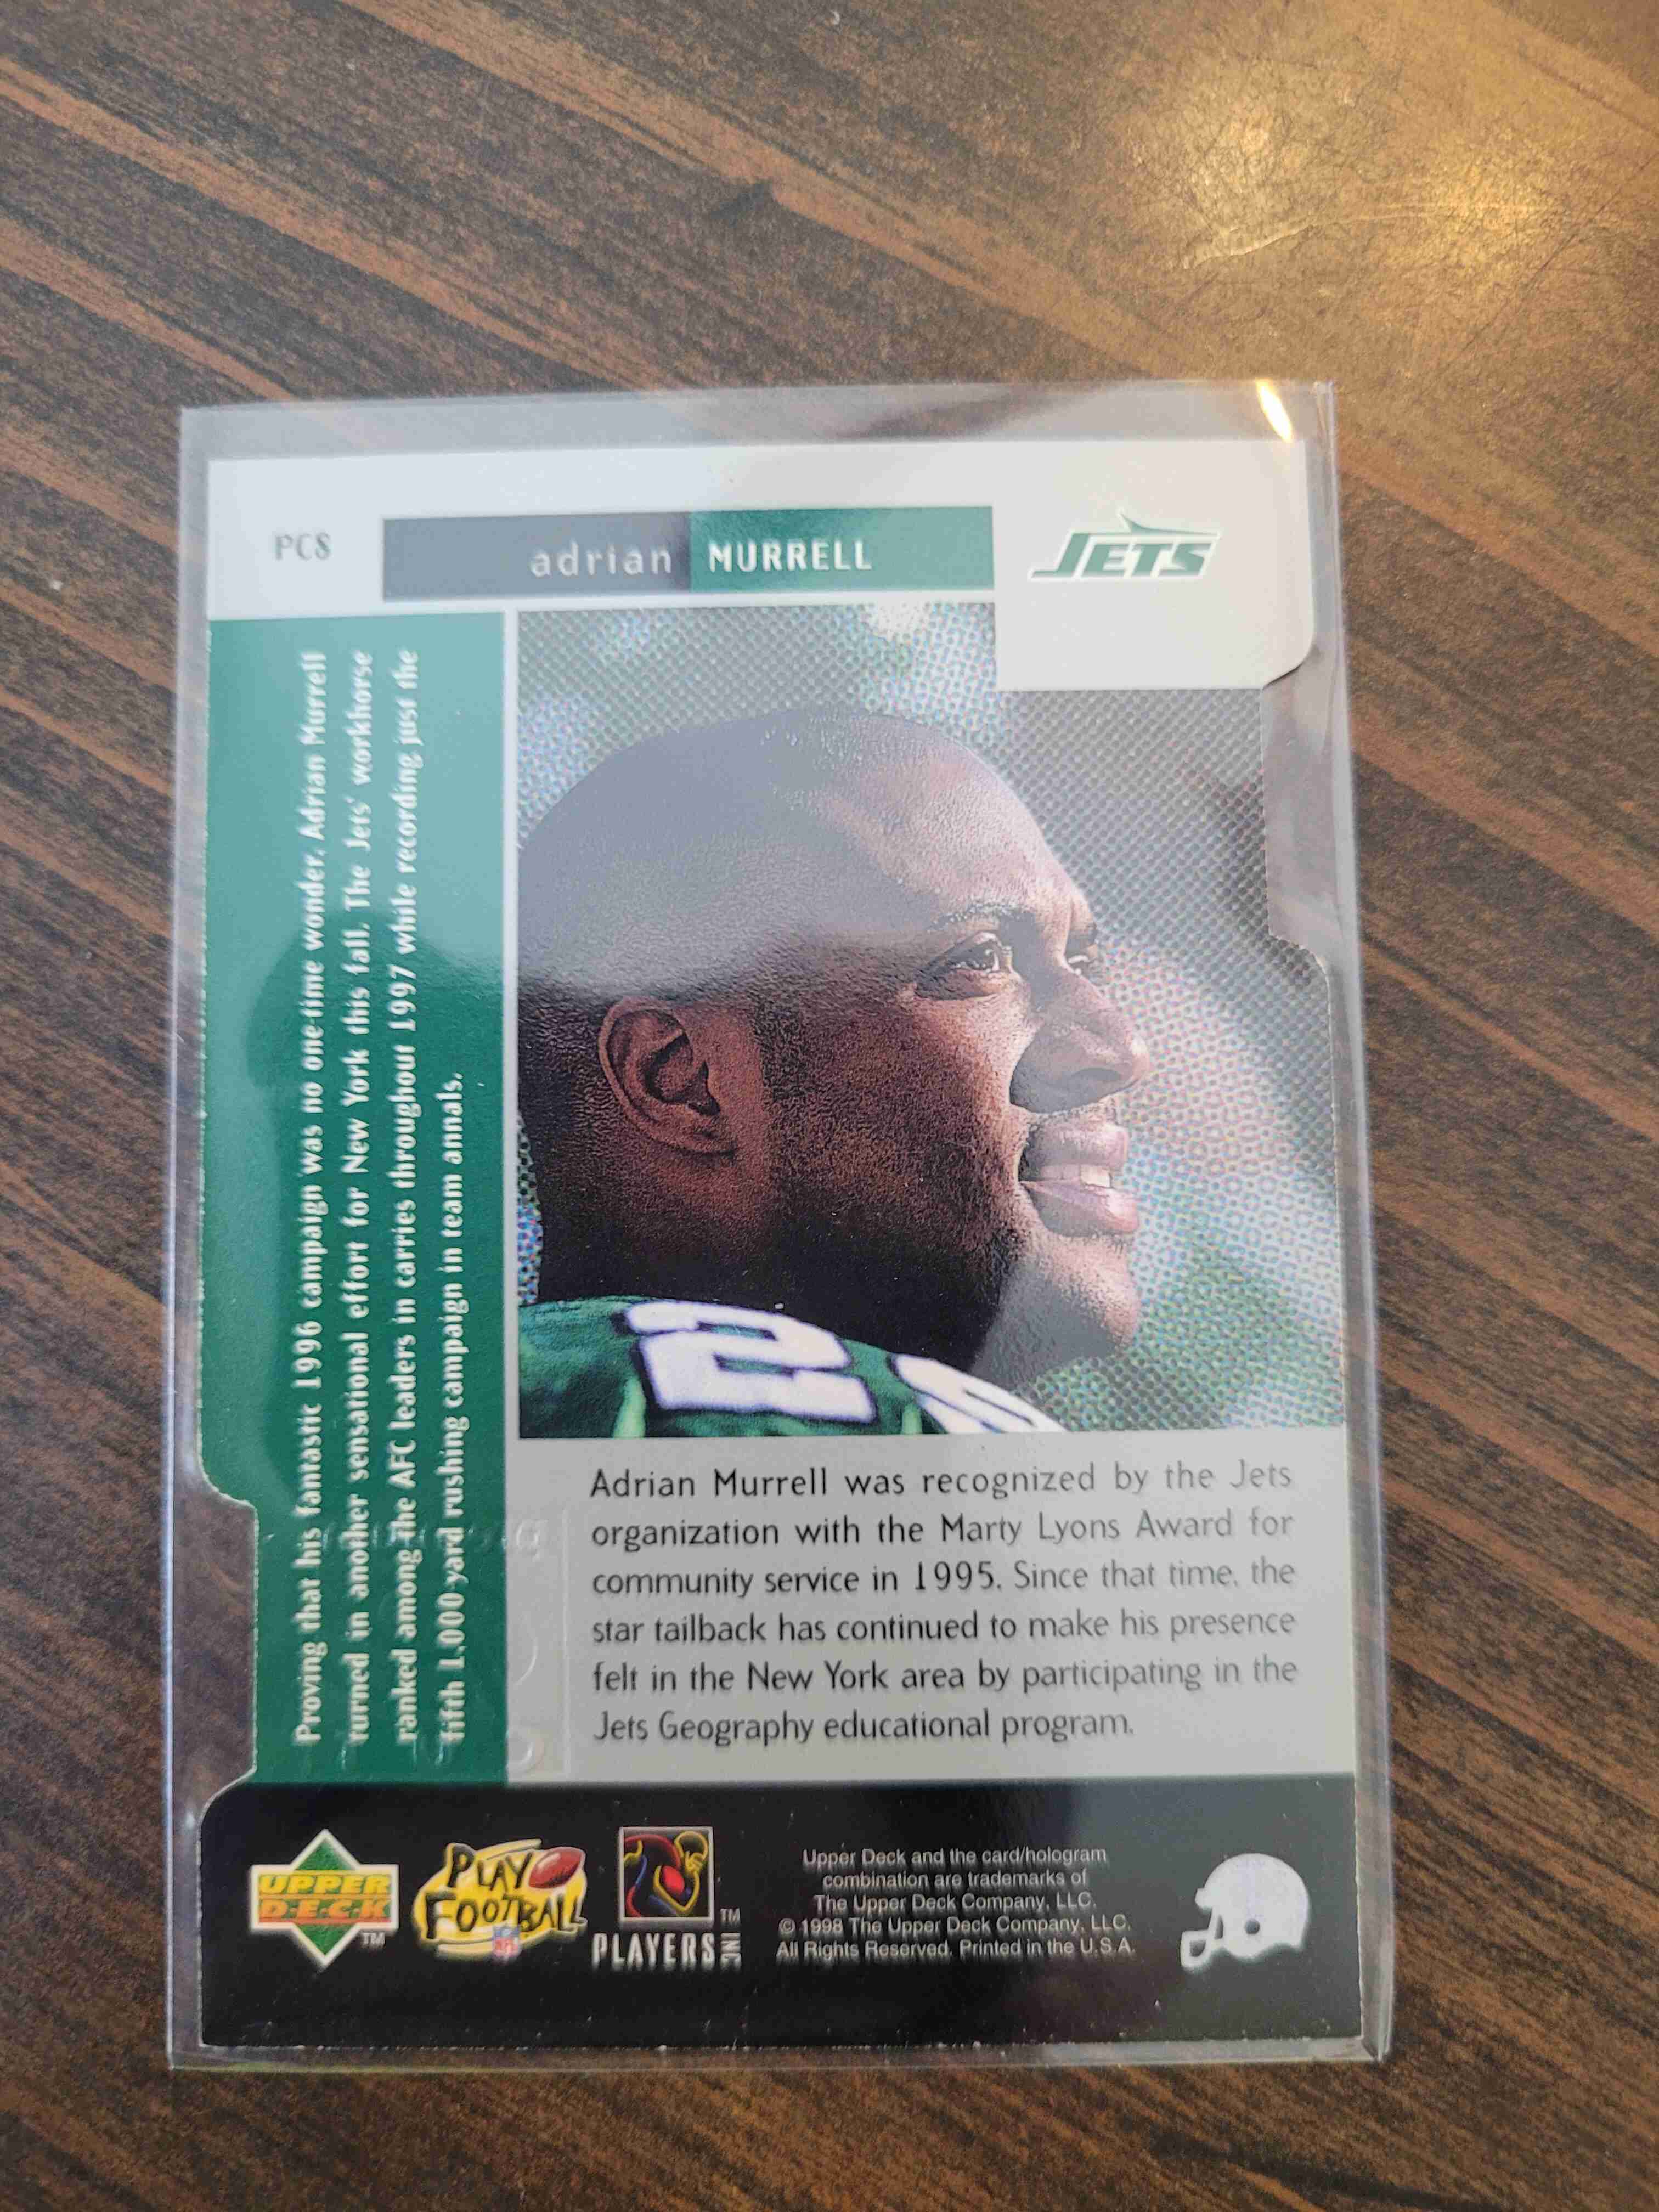 PC8
adrian MURRELL
JETS
Proving that his fantastic 1996 campaign was no one-time wonder, Adrian Murrell
turned in another sensational effort for New York this fall. The Jets' workhorse
ranked among the AFC leaders in carries throughout 1997 while recording just the
fifth 1,000-yard rushing campaign in team annals.
2
Adrian Murrell was recognized by the Jets
organization with the Marty Lyons Award for
community service in 1995. Since that time, the
star tailback has continued to make his presence
felt in the New York area by participating in the
Jets Geography educational program.
UPPER
DECK
TM
PLAY
FOOTBALL
NFL
TM
PLAYERS INC
Upper Deck and the card/hologram
combination are trademarks of
The Upper Deck Company, LLC.
© 1998 The Upper Deck Company, LLC.
All Rights Reserved. Printed in the U.S.A.